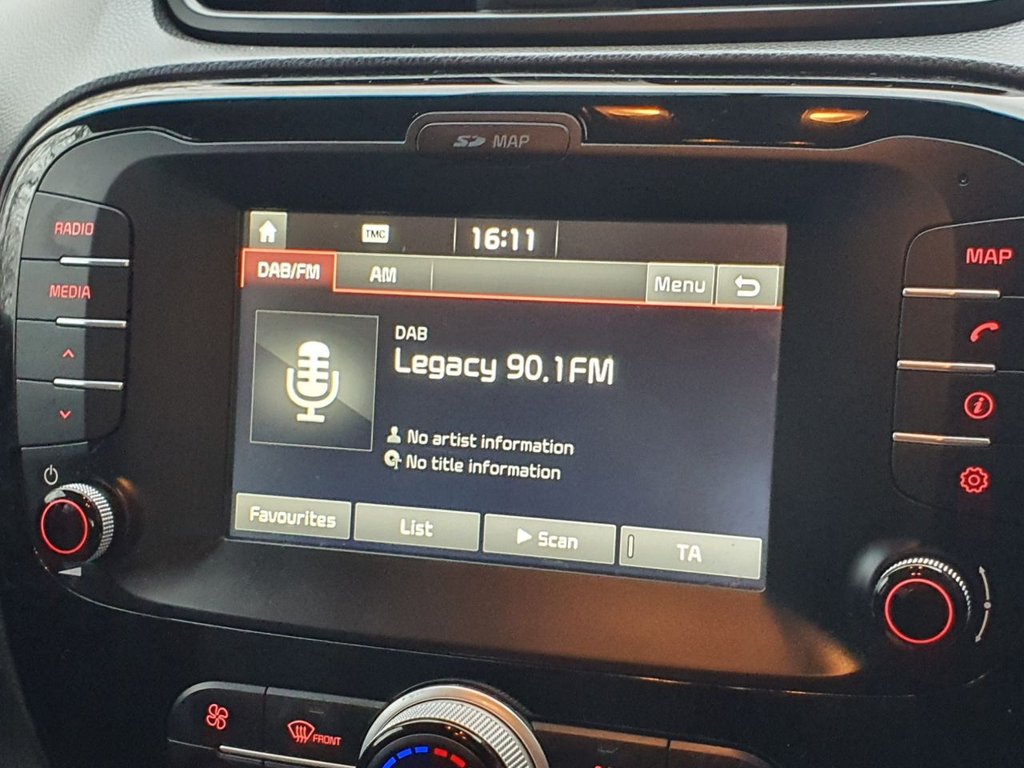 SD MAP
RADIO
MEDIA
TMC
16:11
DAB/FM
AM
Menu
DAB
Legacy 90.1FM
No artist information
No title information
Favourites
List
Scan
TA
MAP
i
FRONT